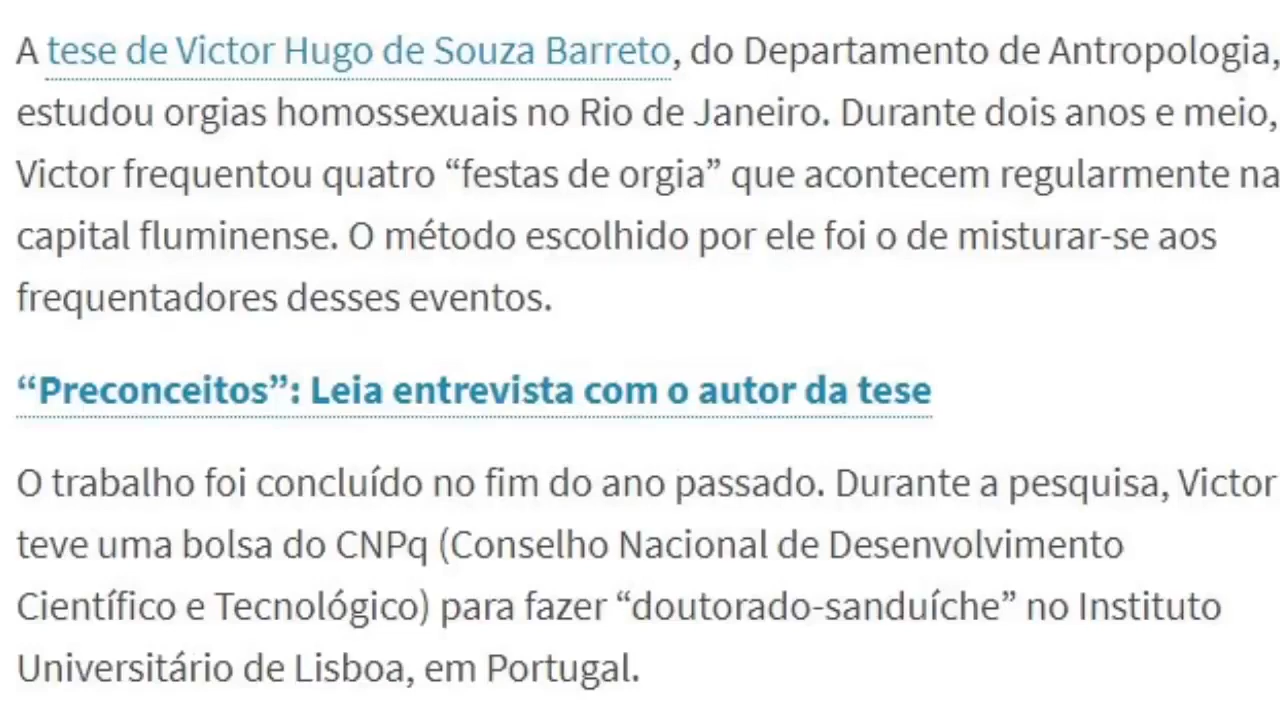 A tese de Victor Hugo de Souza Barreto, do Departamento de Antropologia,
estudou orgias homossexuais no Rio de Janeiro. Durante dois anos e meio,
Victor frequentou quatro “festas de orgia” que acontecem regularmente na
capital fluminense. O método escolhido por ele foi o de misturar-se aos
frequentadores desses eventos.
“Preconceitos”: Leia entrevista com o autor da tese
O trabalho foi concluído no fim do ano passado. Durante a pesquisa, Victor
teve uma bolsa do CNPq (Conselho Nacional de Desenvolvimento
Científico e Tecnológico) para fazer “doutorado-sanduíche” no Instituto
Universitário de Lisboa, em Portugal.